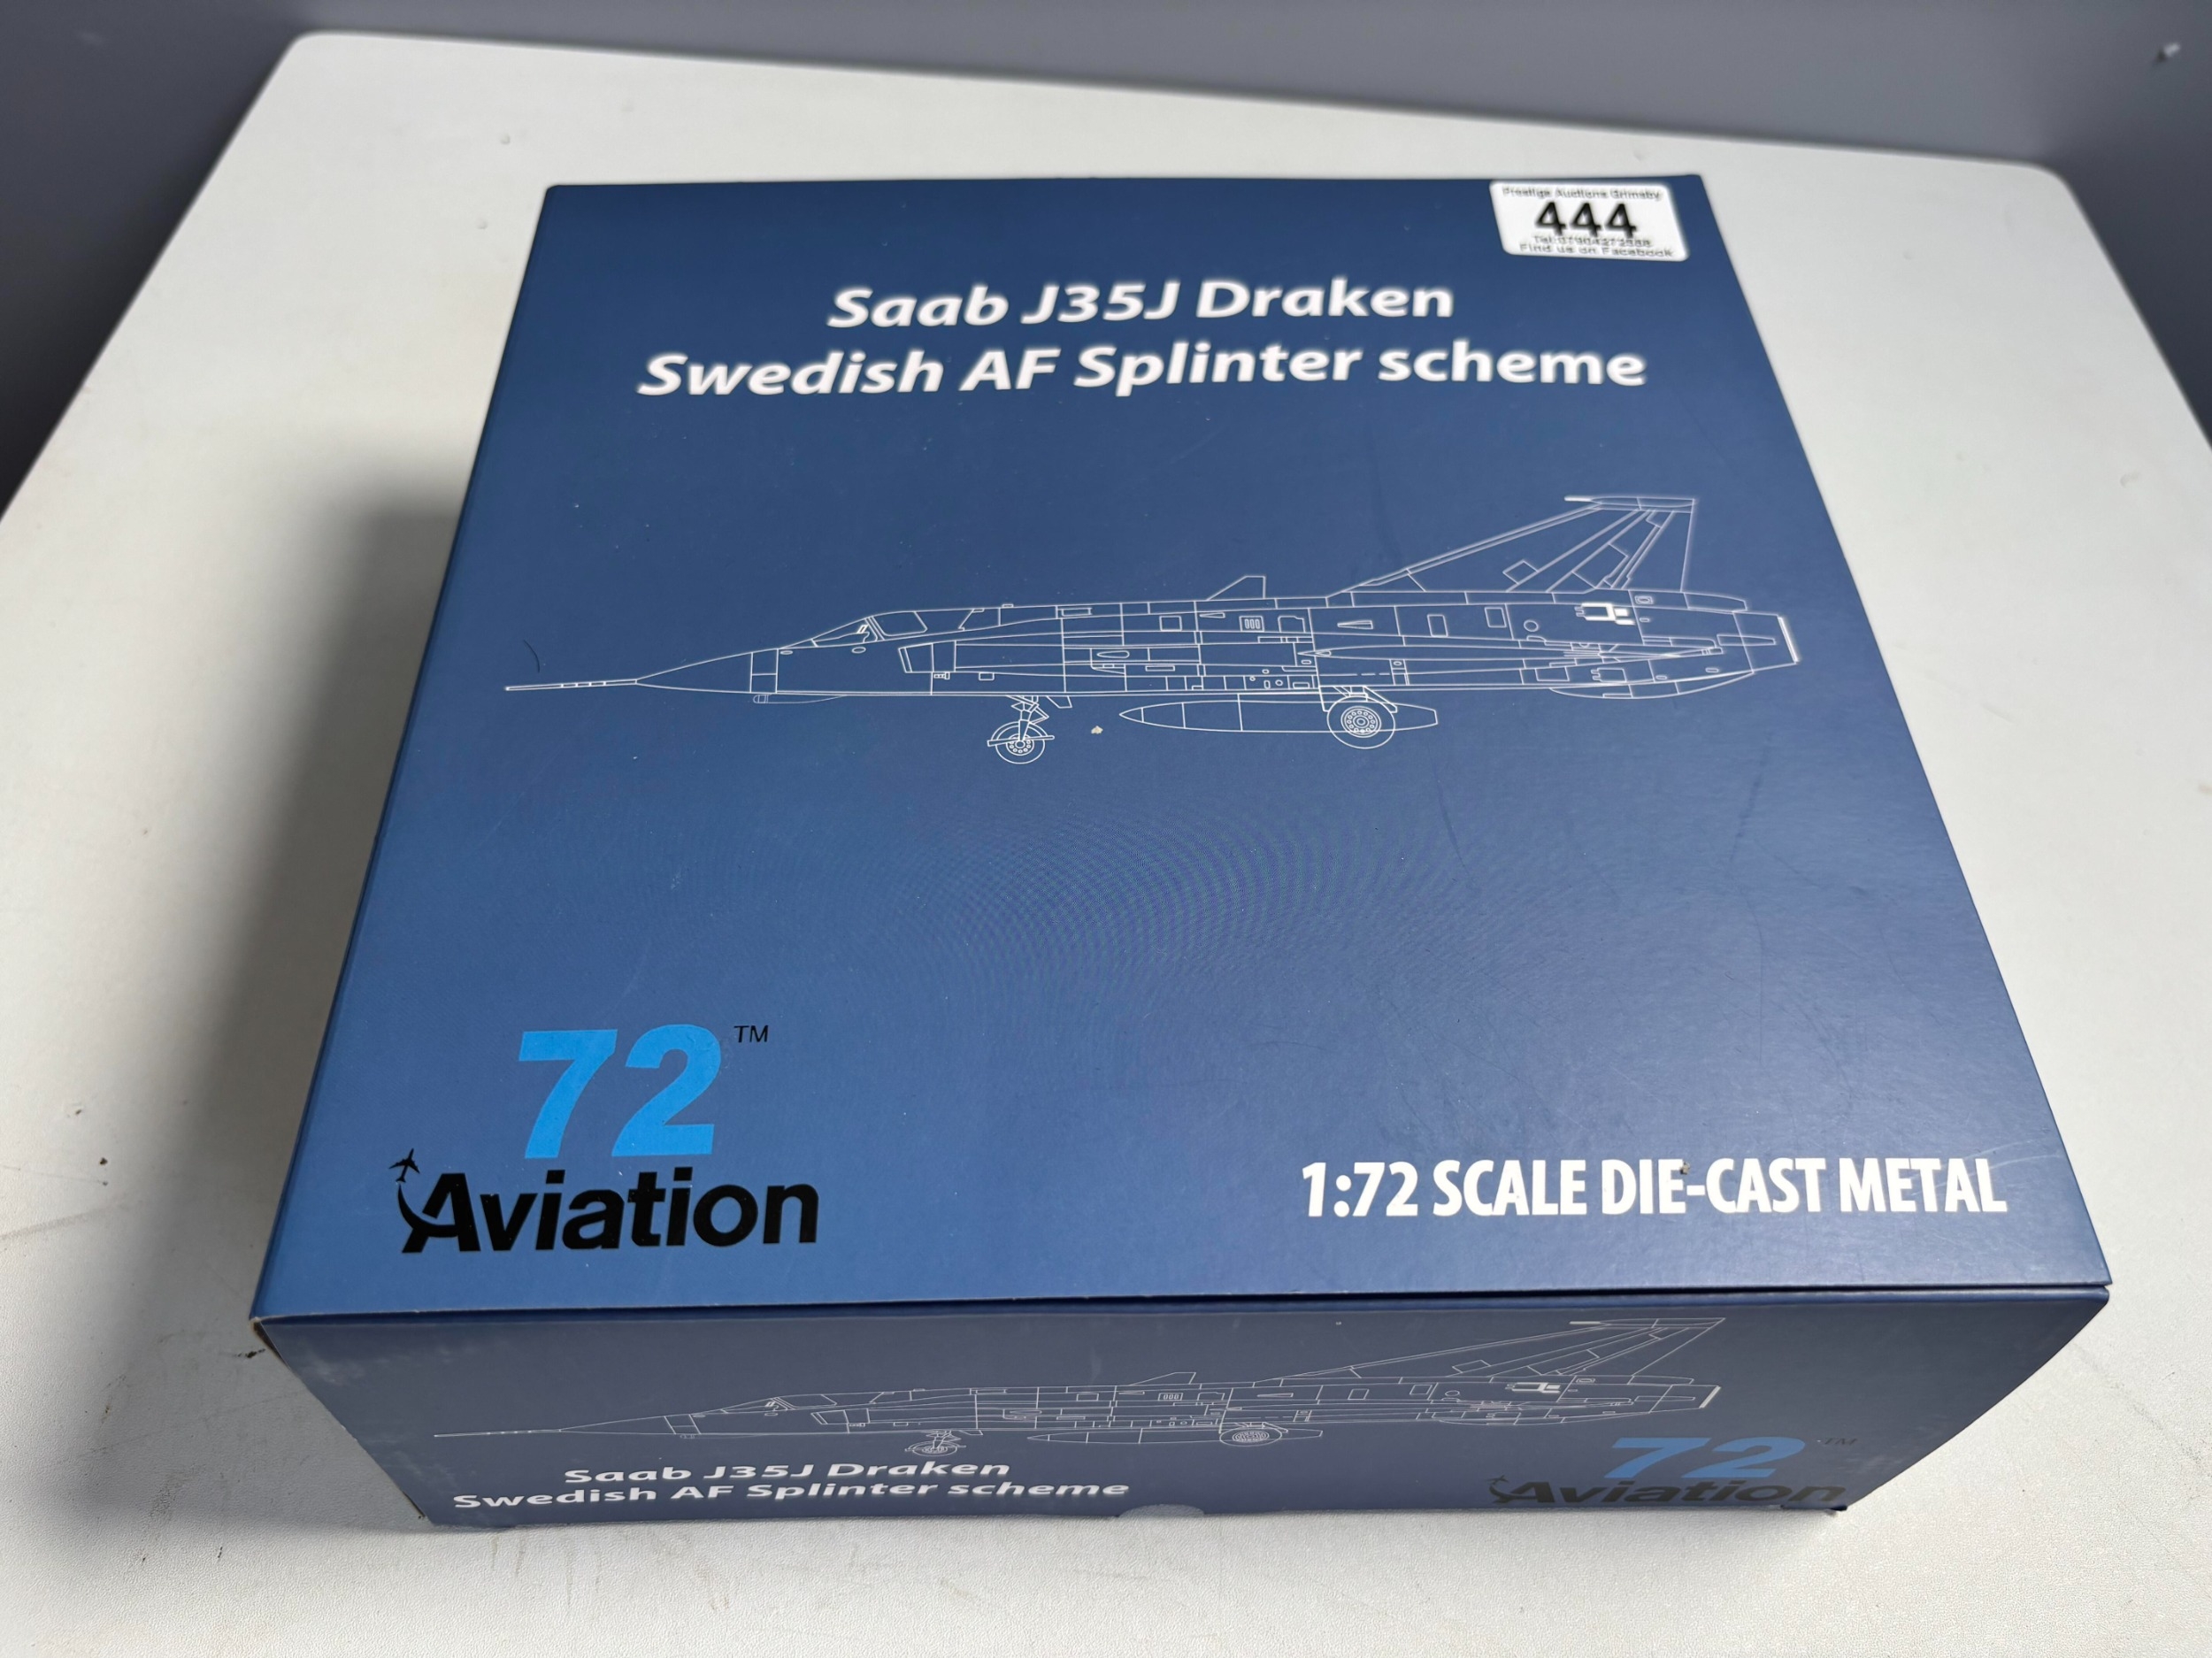 Prestige Auctions Grimsby
444
Find us on Facebook
Saab J35J Draken
Swedish AF Splinter scheme
72™
Aviation
1:72 SCALE DIE-CAST METAL
Saab J35J Draken
Swedish AF Splinter scheme
72™
Aviation